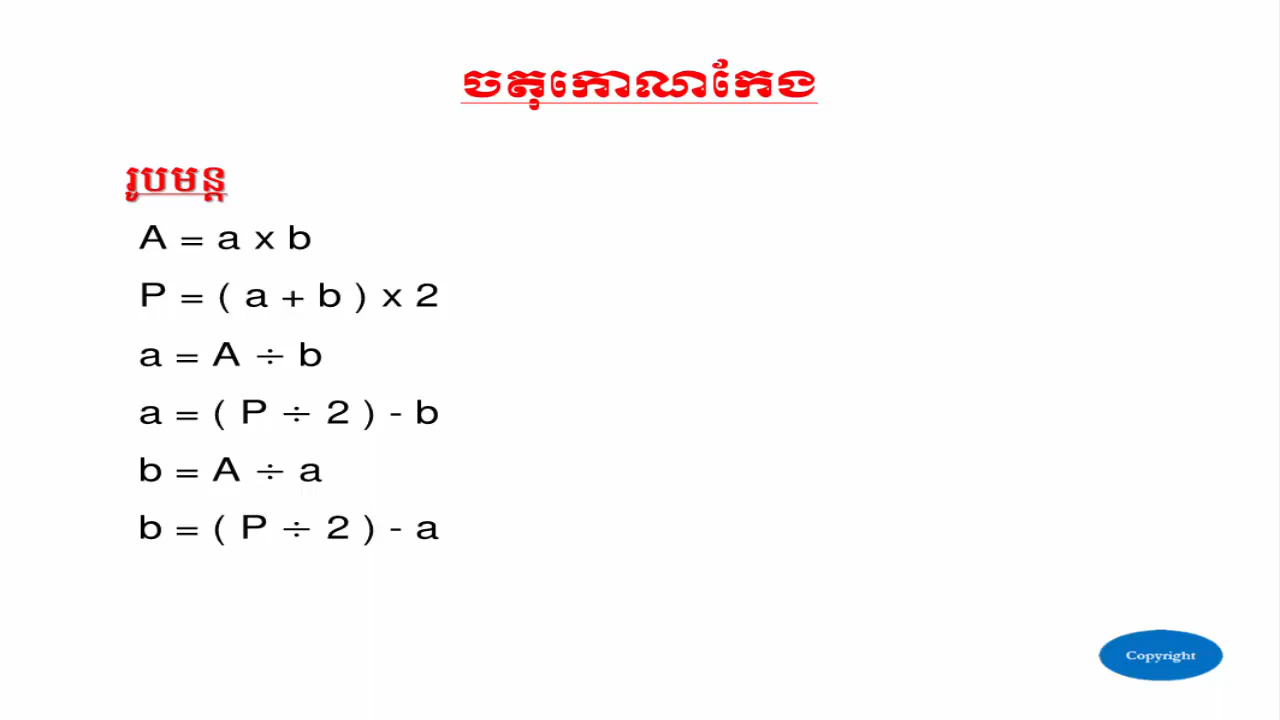 ចតុកោណកែង
រូបមន្ត
A = a x b
P = ( a + b ) x 2
a = A ÷ b
a = ( P ÷ 2 ) - b
b = A ÷ a
b = ( P ÷ 2 ) - a
Copyright